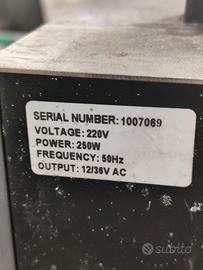 SERIAL NUMBER: 1007069
VOLTAGE: 220V
POWER: 250W
FREQUENCY: 50Hz
OUTPUT: 12/36V AC
subito